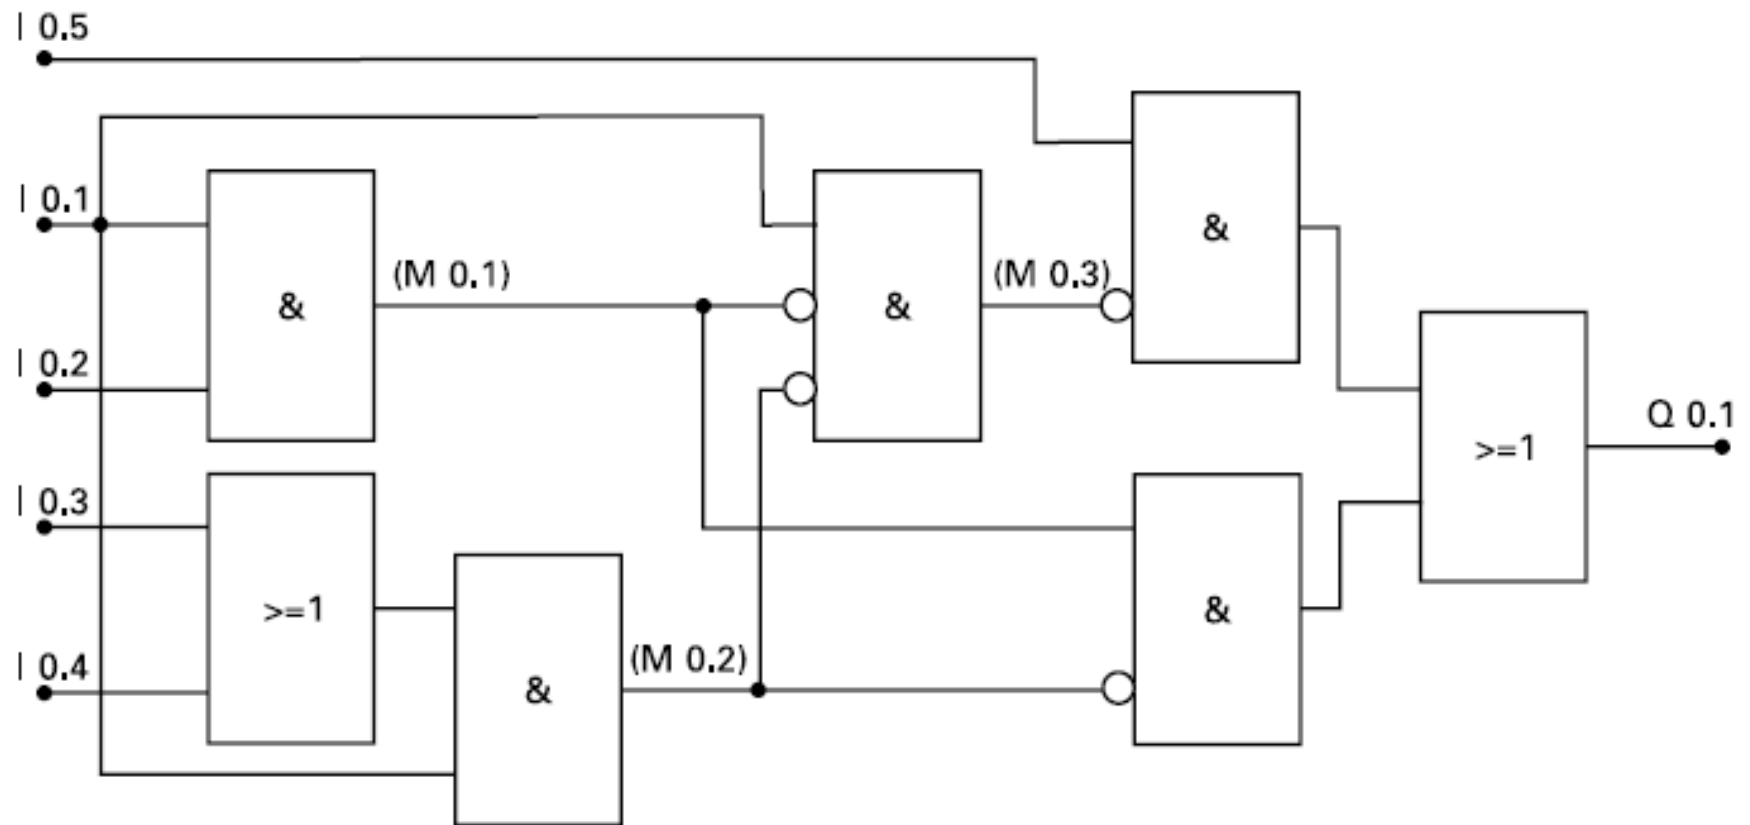 I 0.5
I 0.1
&
(M 0.1)
I 0.2
I 0.3
>=1
I 0.4
&
(M 0.2)
&
(M 0.3)
&
&
>=1
Q 0.1